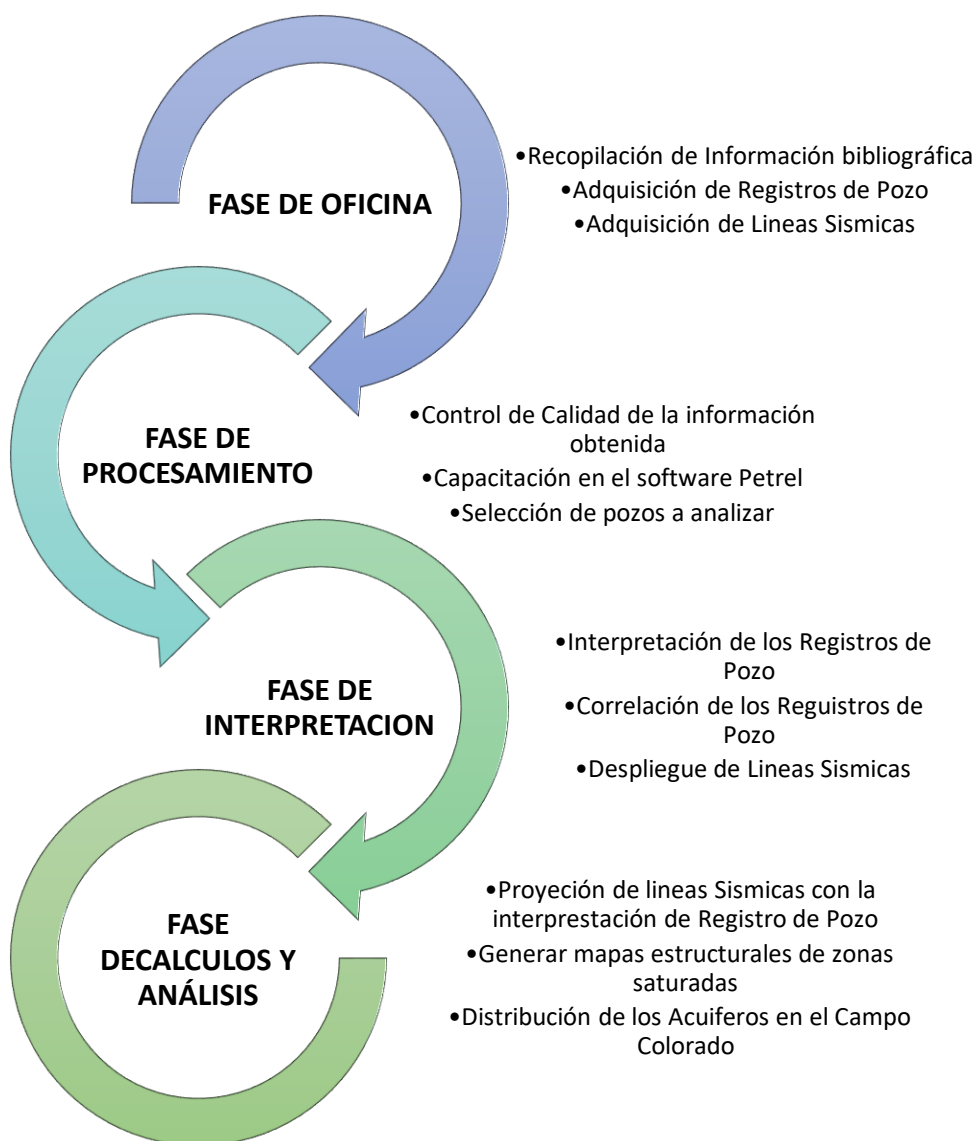 FASE DE OFICINA
•Recopilación de Información bibliográfica
•Adquisición de Registros de Pozo
•Adquisición de Lineas Sismicas
FASE DE
PROCESAMIENTO
•Control de Calidad de la información
obtenida
•Capacitación en el software Petrel
•Selección de pozos a analizar
FASE DE
INTERPRETACION
•Interpretación de los Registros de
Pozo
•Correlación de los Reguistros de
Pozo
•Despliegue de Lineas Sismicas
FASE
DECALCULOS Y
ANÁLISIS
•Proyeción de lineas Sismicas con la
interprestación de Registro de Pozo
•Generar mapas estructurales de zonas
saturadas
•Distribución de los Acuiferos en el Campo
Colorado